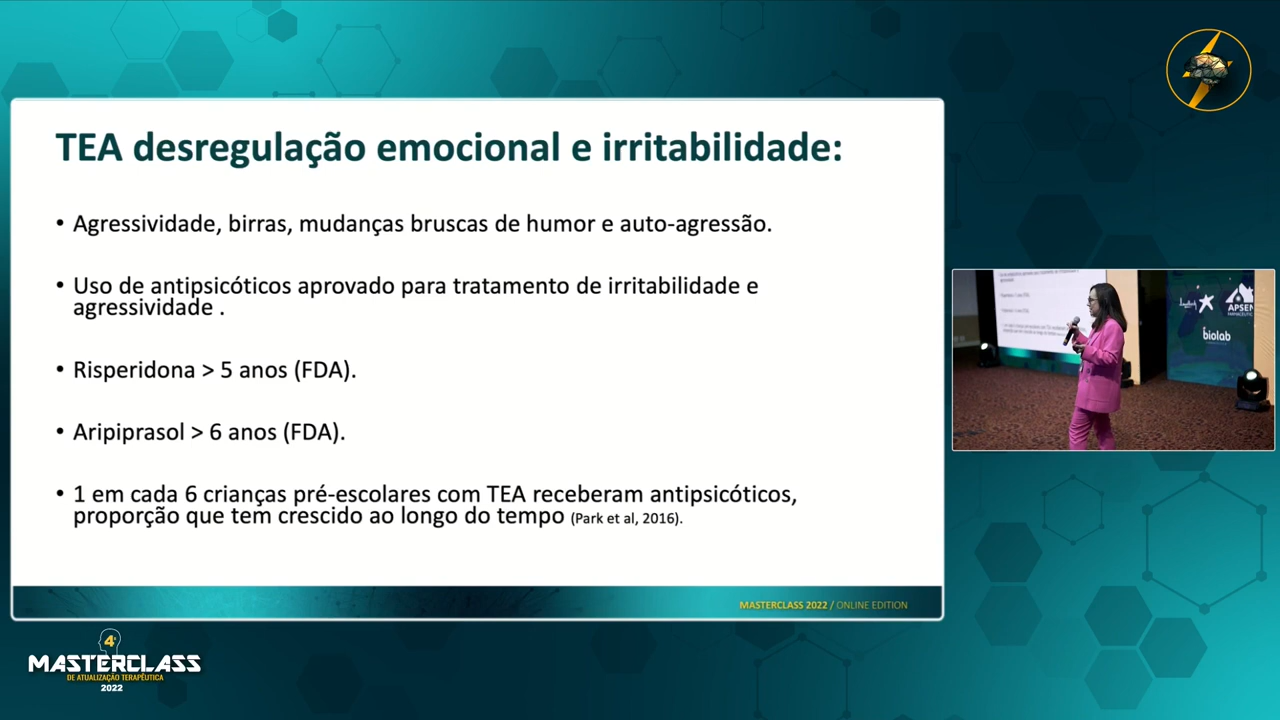 TEA desregulação emocional e irritabilidade:
• Agressividade, birras, mudanças bruscas de humor e auto-agressão.
• Uso de antipsicóticos aprovado para tratamento de irritabilidade e
agressividade .
• Risperidona > 5 anos (FDA).
• Aripiprasol > 6 anos (FDA).
• 1 em cada 6 crianças pré-escolares com TEA receberam antipsicóticos,
proporção que tem crescido ao longo do tempo (Park et al, 2016).
MASTERCLASS 2022 / ONLINE EDITION
APSEN
biolab
4ª
MASTERCLASS
DE ATUALIZAÇÃO TERAPÊUTICA
2022